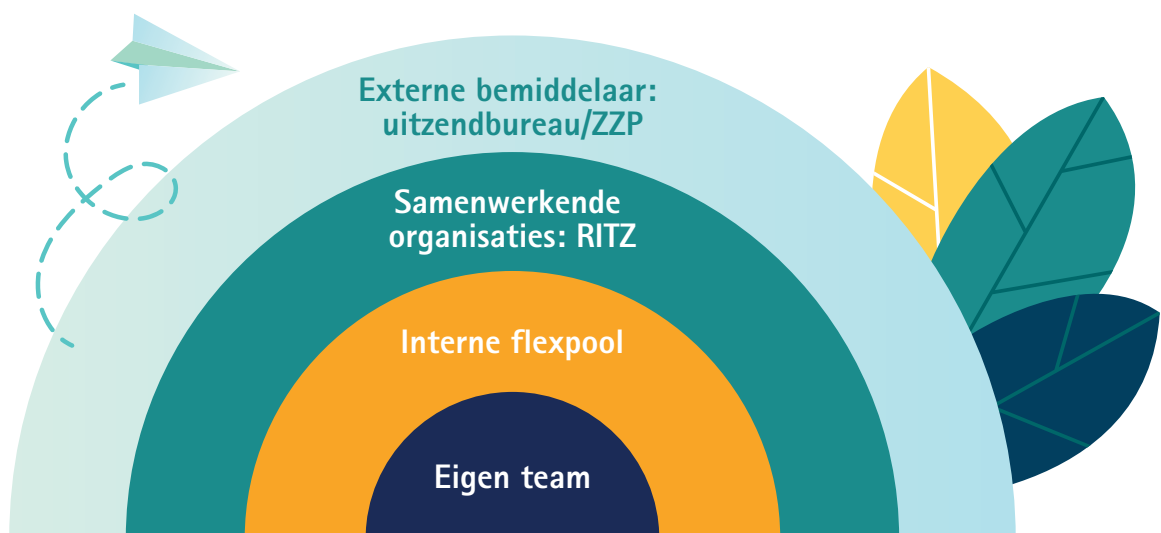 Externe bemiddelaar:
uitzendbureau/ZZP
Samenwerkende
organisaties: RITZ
Interne flexpool
Eigen team